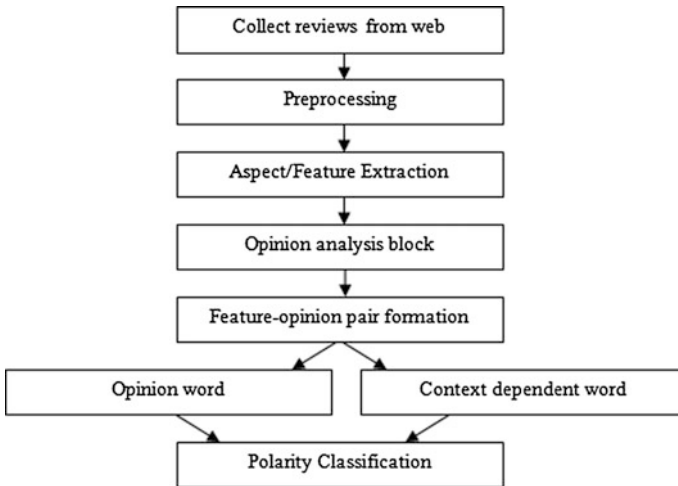 Collect reviews from web
Preprocessing
Aspect/Feature Extraction
Opinion analysis block
Feature-opinion pair formation
Opinion word
Context dependent word
Polarity Classification